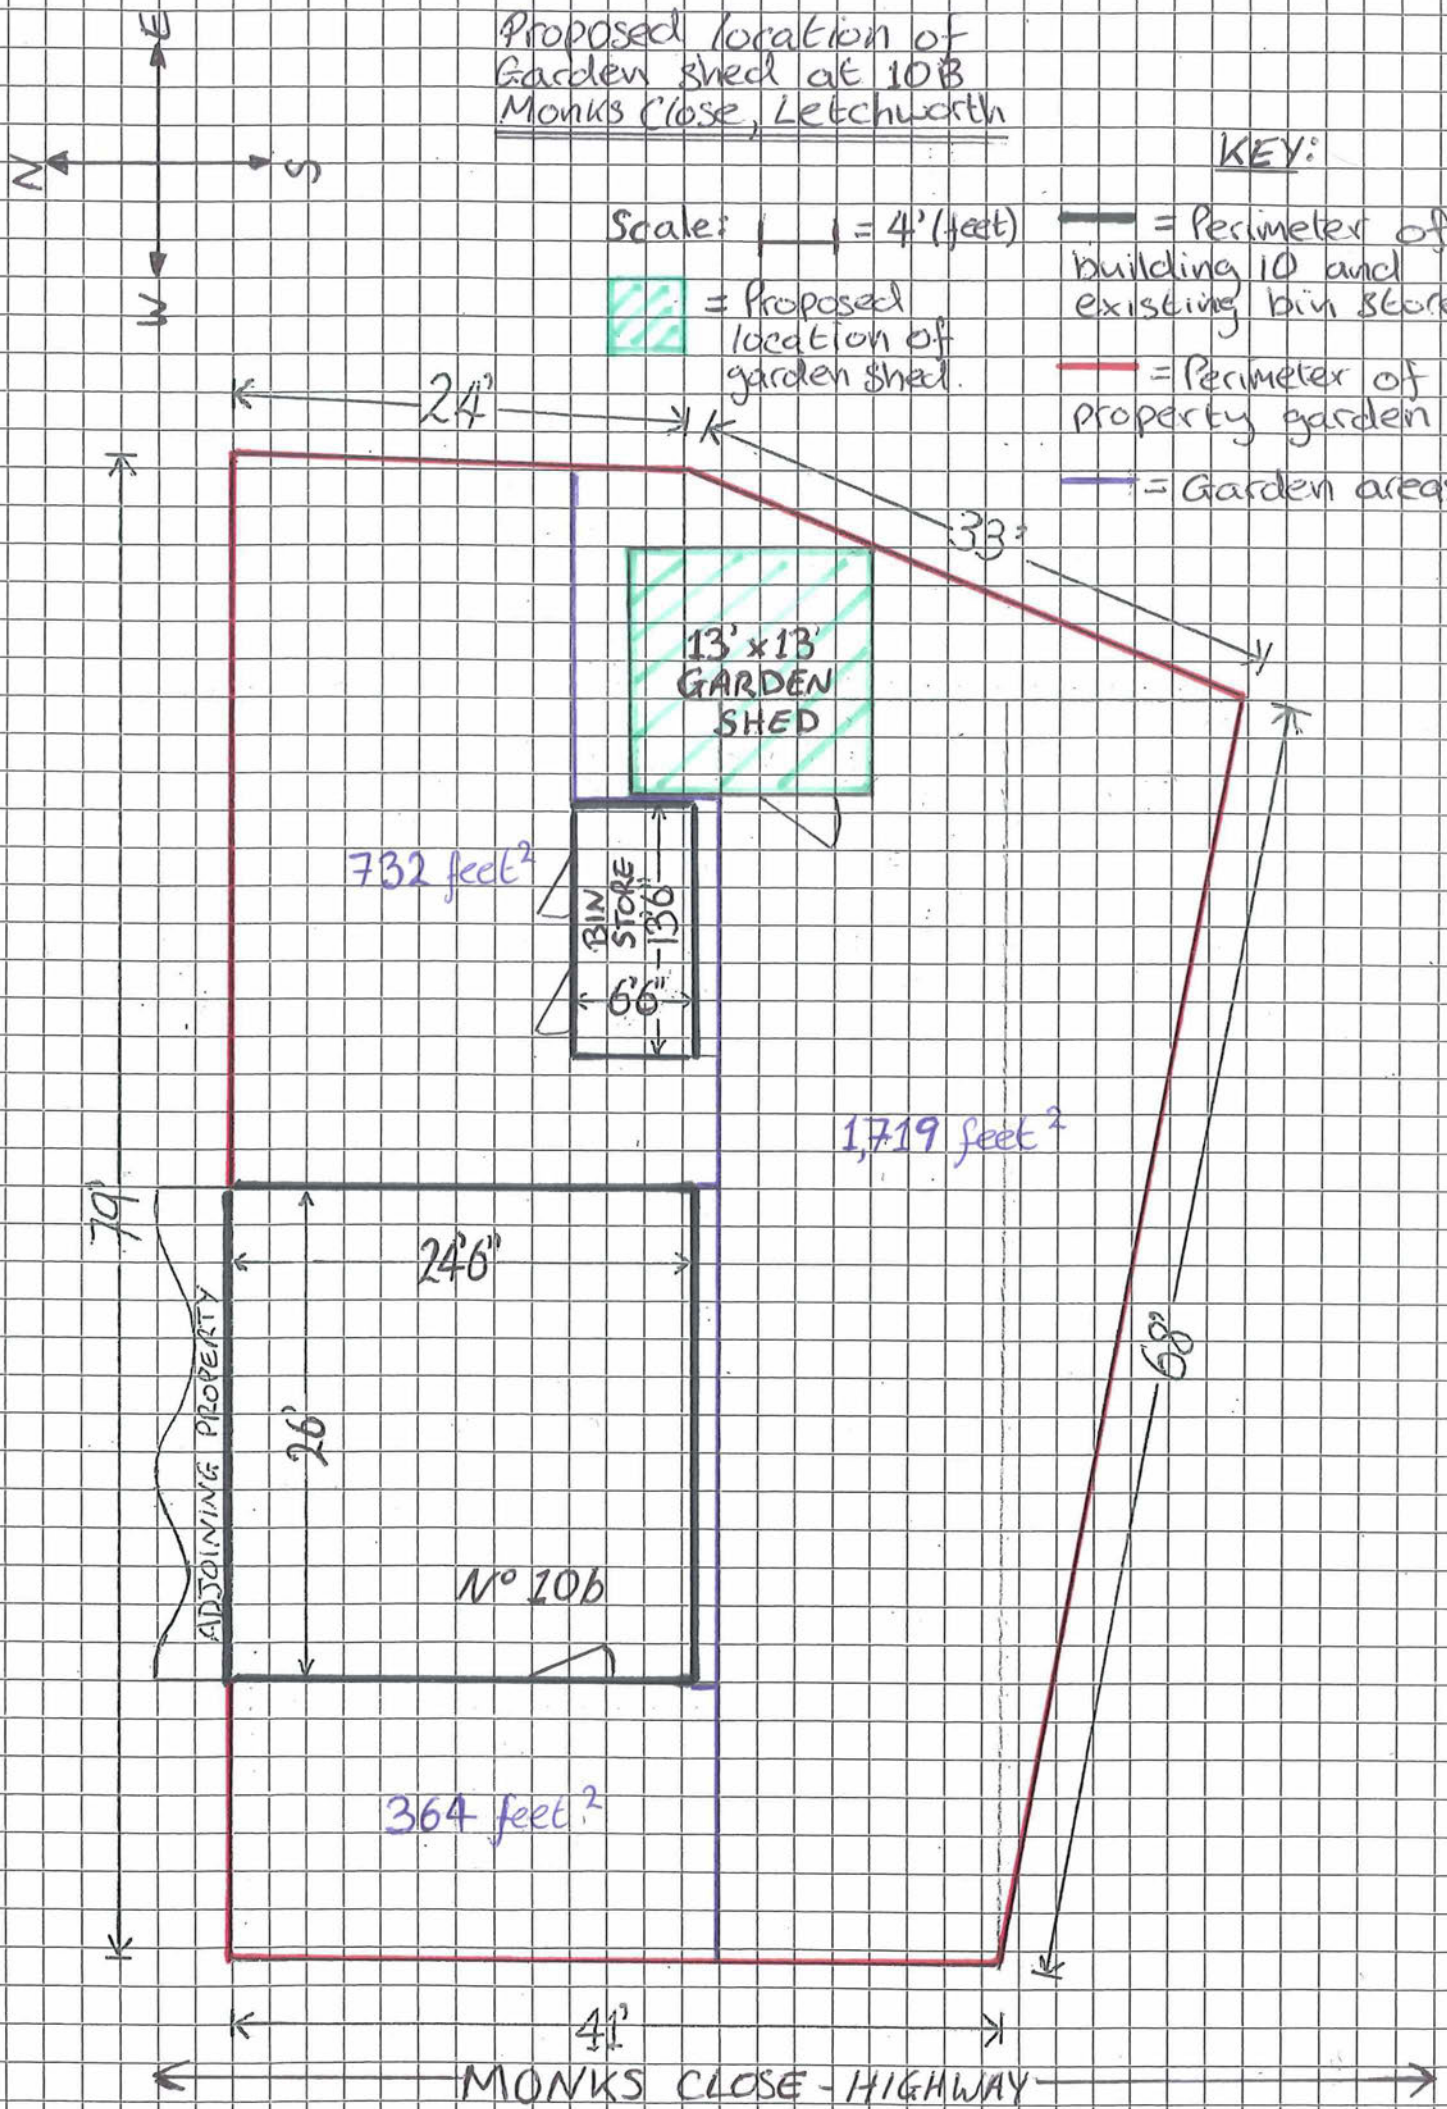 E
N
S
W
Proposed location of
Garden shed at 10B
Monks Close, Letchworth
KEY:
Scale: = 4' (feet)
= Proposed
location of
garden shed.
= Perimeter of
building 10 and
existing bin stor
= Perimeter of
property garden
= Garden area
24'
33'
13' x 13'
GARDEN
SHED
732 feet²
BIN
STORE
13'6"
6'6"
1,719 feet²
79'
24'6"
26'
ADJOINING PROPERTY
68'
Nº 10b
364 feet²
41'
MONKS CLOSE - HIGHWAY